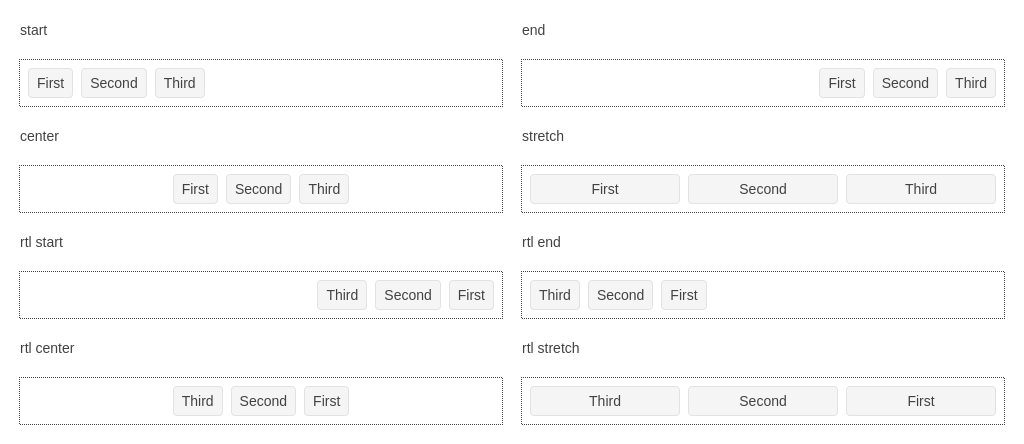 start
First Second Third
end
First Second Third
center
First Second Third
stretch
First Second Third
rtl start
Third Second First
rtl end
Third Second First
rtl center
Third Second First
rtl stretch
Third Second First